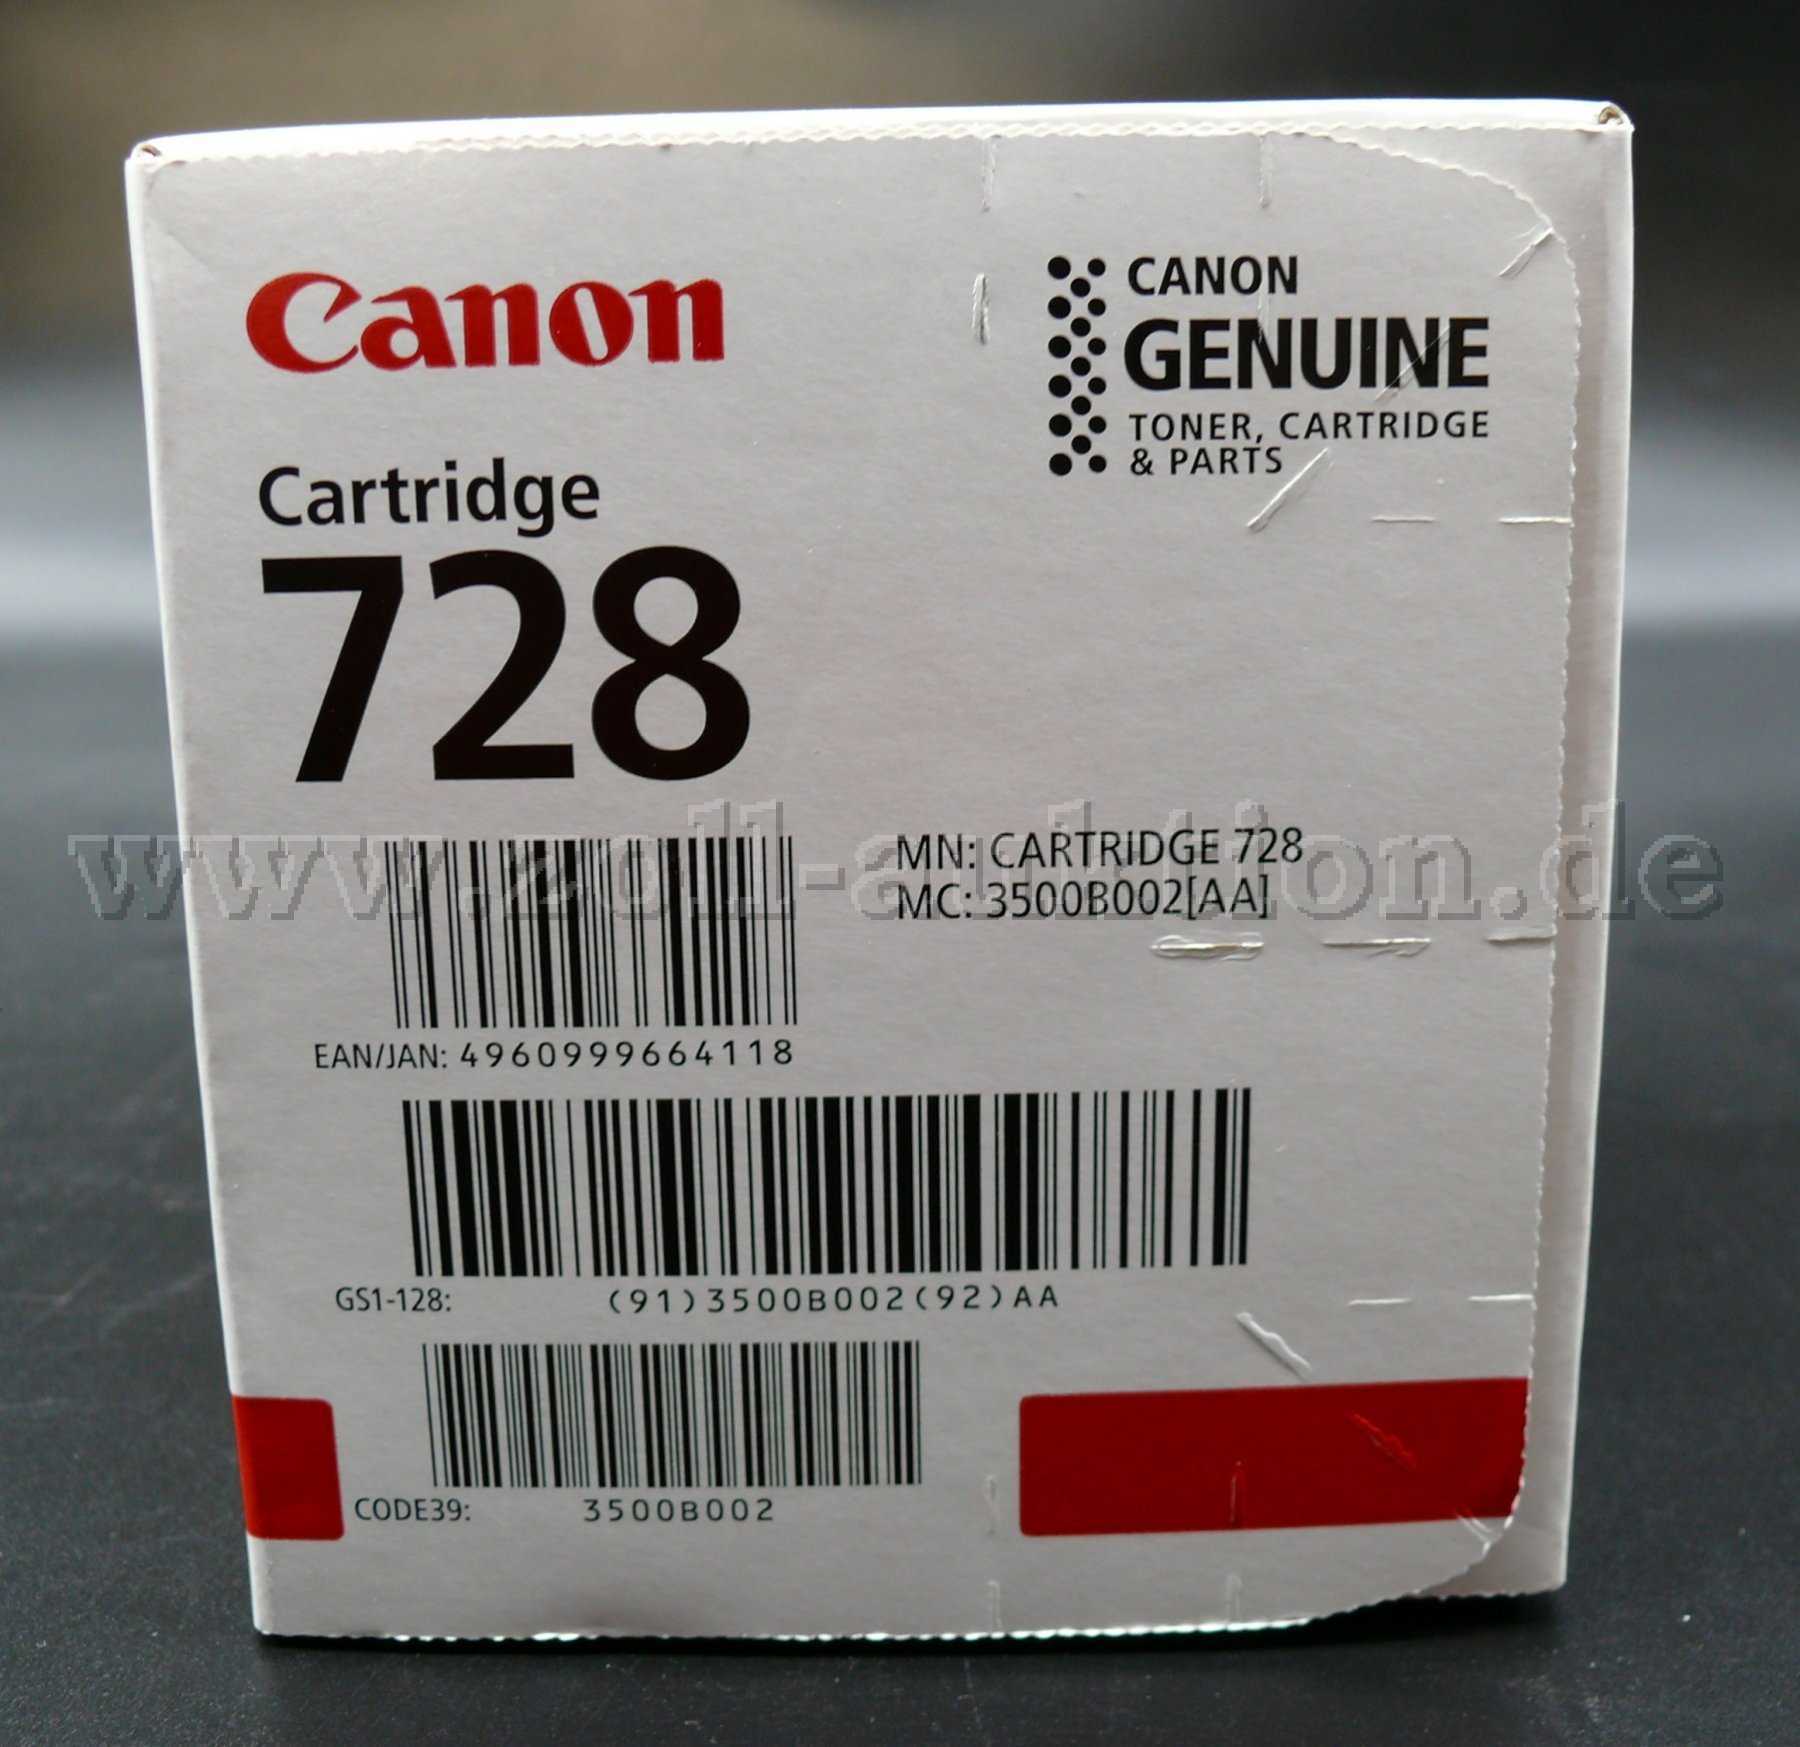 Canon
CANON
GENUINE
TONER, CARTRIDGE
& PARTS
Cartridge
728
www.zoll-auktion.de
MN: CARTRIDGE 728
MC: 3500B002[AA]
EAN/JAN: 4960999664118
GS1-128: (91)3500B002(92)AA
CODE39: 3500B002